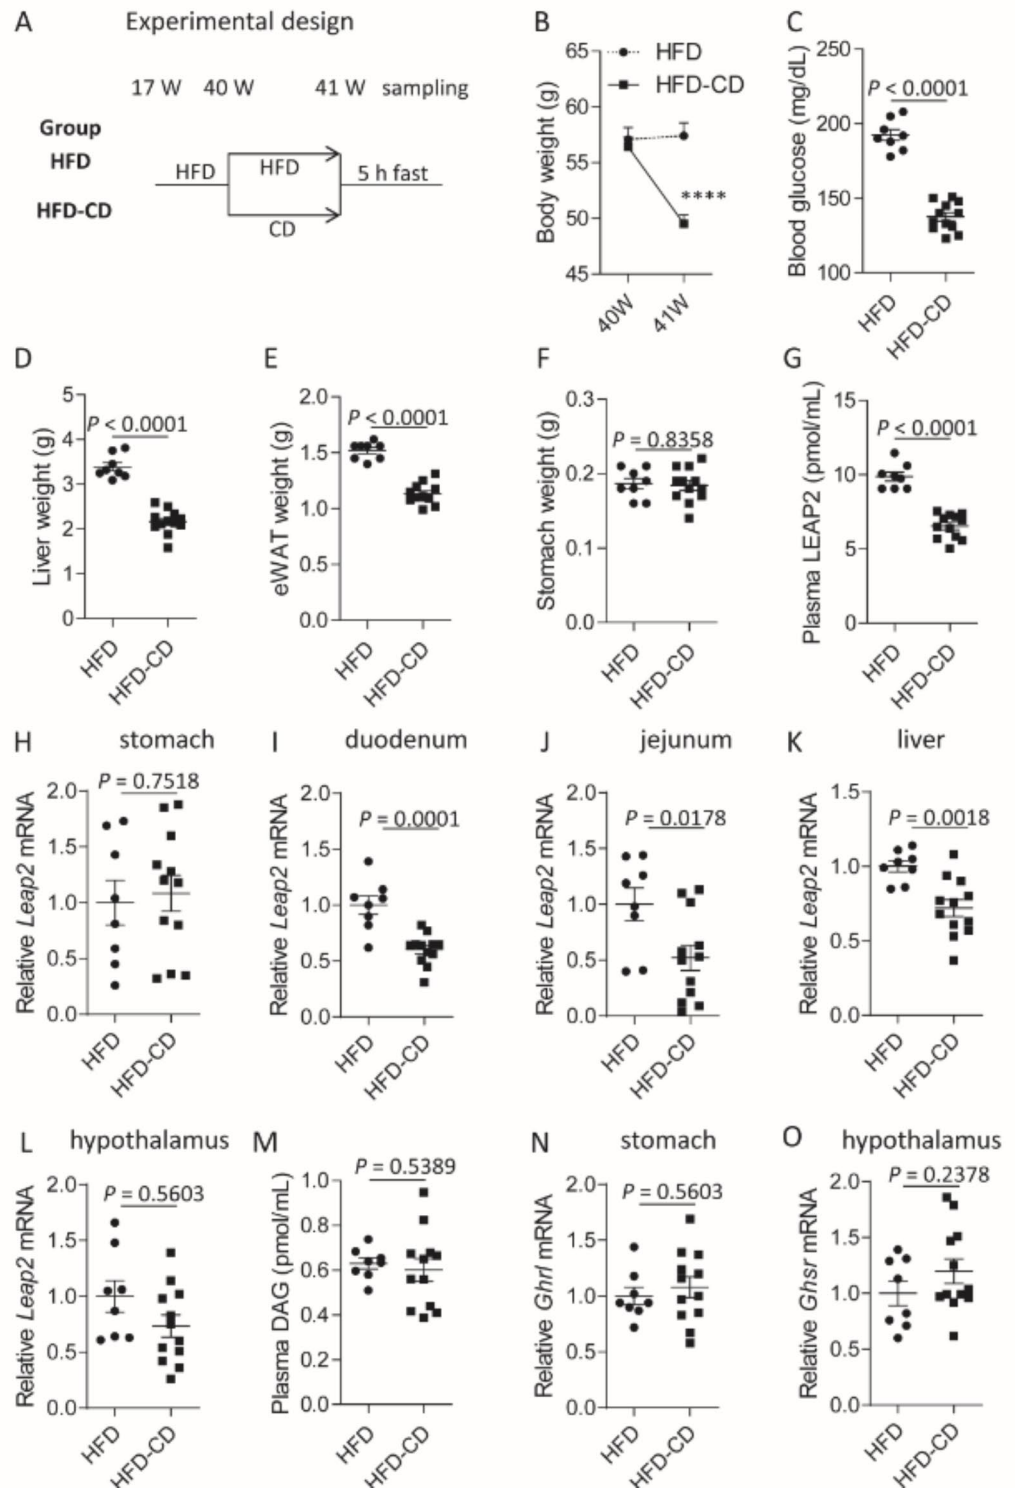 A Experimental design
17 W 40 W 41 W sampling
Group
HFD
HFD-CD
HFD
HFD
CD
5 h fast
B
Body weight (g)
65
60
55
50
45
HFD
HFD-CD
****
40W 41W
C
Blood glucose (mg/dL)
250
200
150
100
P < 0.0001
HFD HFD-CD
D
Liver weight (g)
5
4
3
2
1
0
P < 0.0001
HFD HFD-CD
E
eWAT weight (g)
2.0
1.5
1.0
0.5
0.0
P < 0.0001
HFD HFD-CD
F
Stomach weight (g)
0.3
0.2
0.1
0.0
P = 0.8358
HFD HFD-CD
G
Plasma LEAP2 (pmol/mL)
15
10
5
0
P < 0.0001
HFD HFD-CD
H stomach
Relative Leap2 mRNA
2.0
1.5
1.0
0.5
0.0
P = 0.7518
HFD HFD-CD
I duodenum
Relative Leap2 mRNA
2.0
1.5
1.0
0.5
0.0
P = 0.0001
HFD HFD-CD
J jejunum
Relative Leap2 mRNA
2.0
1.5
1.0
0.5
0.0
P = 0.0178
HFD HFD-CD
K liver
Relative Leap2 mRNA
1.5
1.0
0.5
0.0
P = 0.0018
HFD HFD-CD
L hypothalamus
Relative Leap2 mRNA
2.0
1.5
1.0
0.5
0.0
P = 0.5603
HFD HFD-CD
M
Plasma DAG (pmol/mL)
1.0
0.8
0.6
0.4
0.2
0.0
P = 0.5389
HFD HFD-CD
N stomach
Relative Ghrl mRNA
2.0
1.5
1.0
0.5
0.0
P = 0.5603
HFD HFD-CD
O hypothalamus
Relative Ghsr mRNA
2.0
1.5
1.0
0.5
0.0
P = 0.2378
HFD HFD-CD